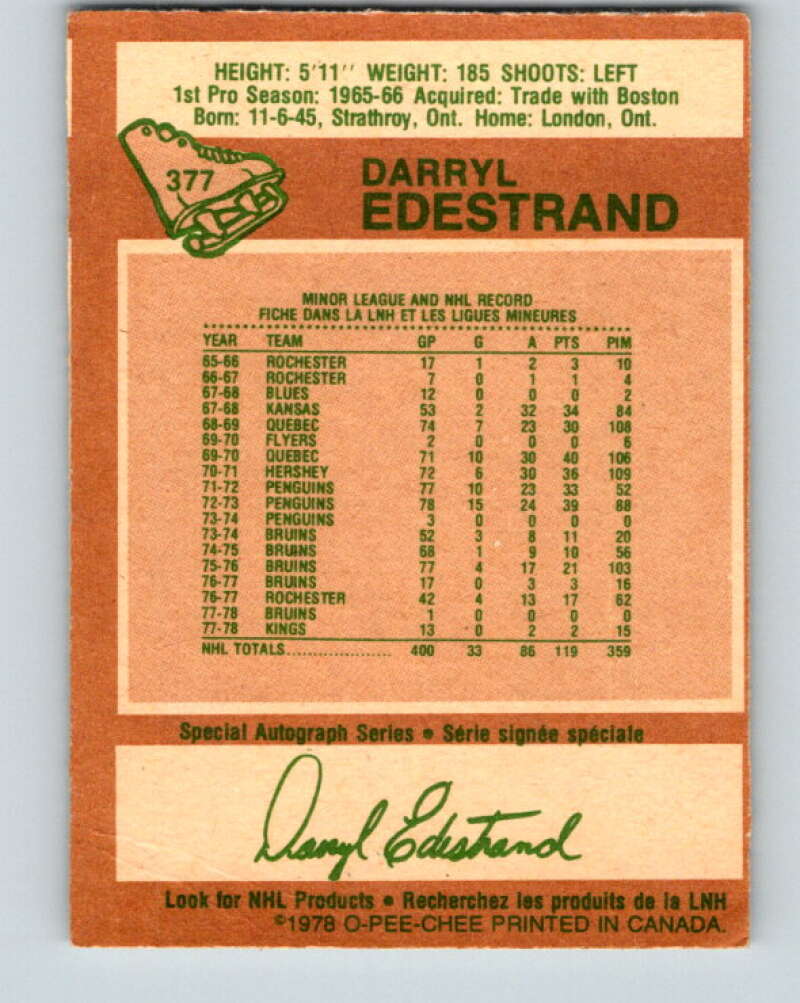 HEIGHT: 5'11" WEIGHT: 185 SHOOTS: LEFT
1st Pro Season: 1965-66 Acquired: Trade with Boston
Born: 11-6-45, Strathroy, Ont. Home: London, Ont.
377
DARRYL
EDESTRAND
MINOR LEAGUE AND NHL RECORD
FICHE DANS LA LNH ET LES LIGUES MINEURES
YEAR TEAM GP G A PTS PIM
65-66 ROCHESTER 17 1 2 3 10
66-67 ROCHESTER 7 0 1 1 4
67-68 BLUES 12 0 0 0 2
67-68 KANSAS 53 2 32 34 84
68-69 QUEBEC 74 7 23 30 108
69-70 FLYERS 2 0 0 0 6
69-70 QUEBEC 71 10 30 40 106
70-71 HERSHEY 72 6 30 36 109
71-72 PENGUINS 77 10 23 33 52
72-73 PENGUINS 78 15 24 39 88
73-74 PENGUINS 3 0 0 0 0
73-74 BRUINS 52 3 8 11 20
74-75 BRUINS 68 1 9 10 56
75-76 BRUINS 77 4 17 21 103
76-77 BRUINS 17 0 3 3 16
76-77 ROCHESTER 42 4 13 17 62
77-78 BRUINS 1 0 0 0 0
77-78 KINGS 13 0 2 2 15
NHL TOTALS 400 33 86 119 359
Special Autograph Series • Série signée spéciale
Darryl Edestrand
Look for NHL Products • Recherchez les produits de la LNH
©1978 O-PEE-CHEE PRINTED IN CANADA.